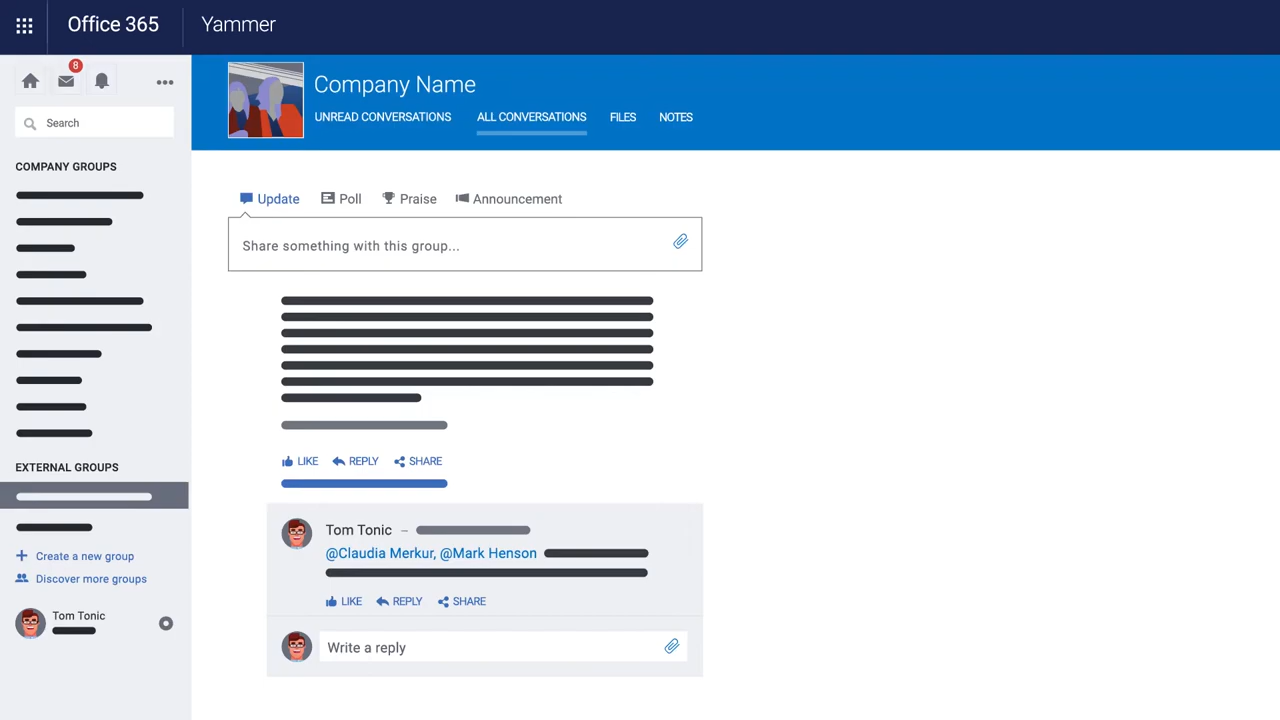 Office 365 Yammer
8
Company Name
UNREAD CONVERSATIONS ALL CONVERSATIONS FILES NOTES
Search
COMPANY GROUPS
EXTERNAL GROUPS
Create a new group
Discover more groups
Tom Tonic
Update Poll Praise Announcement
Share something with this group...
LIKE REPLY SHARE
Tom Tonic –
@Claudia Merkur, @Mark Henson
LIKE REPLY SHARE
Write a reply